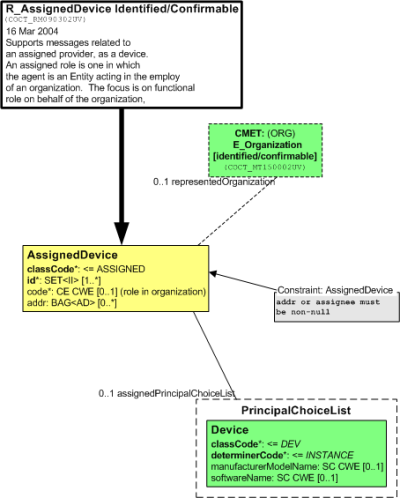 R_AssignedDevice Identified/Confirmable
(COCT_RM090302UV)
16 Mar 2004
Supports messages related to
an assigned provider, as a device.
An assigned role is one in which
the agent is an Entity acting in the employ
of an organization. The focus is on functional
role on behalf of the organization,
CMET: (ORG)
E_Organization
[identified/confirmable]
(COCT_MT150002UV)
0..1 representedOrganization
AssignedDevice
classCode*: <= ASSIGNED
id*: SET<II> [1..*]
code*: CE CWE [0..1] (role in organization)
addr: BAG<AD> [0..*]
Constraint: AssignedDevice
addr or assignee must
be non-null
0..1 assignedPrincipalChoiceList
PrincipalChoiceList
Device
classCode*: <= DEV
determinerCode*: <= INSTANCE
manufacturerModelName: SC CWE [0..1]
softwareName: SC CWE [0..1]